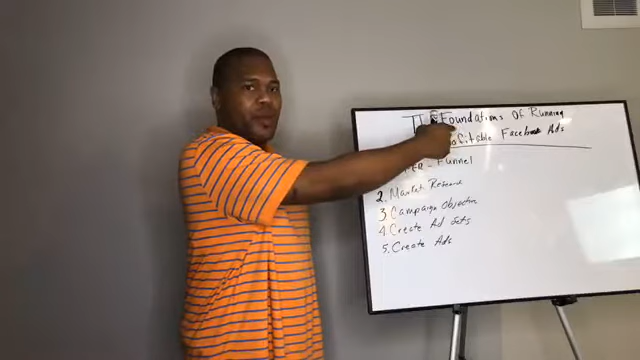 The Foundations Of Running
Facebook Ads
Funnel
2. Market Research
3 Campaign Objective
4 Create Ad Sets
5. Create Ads